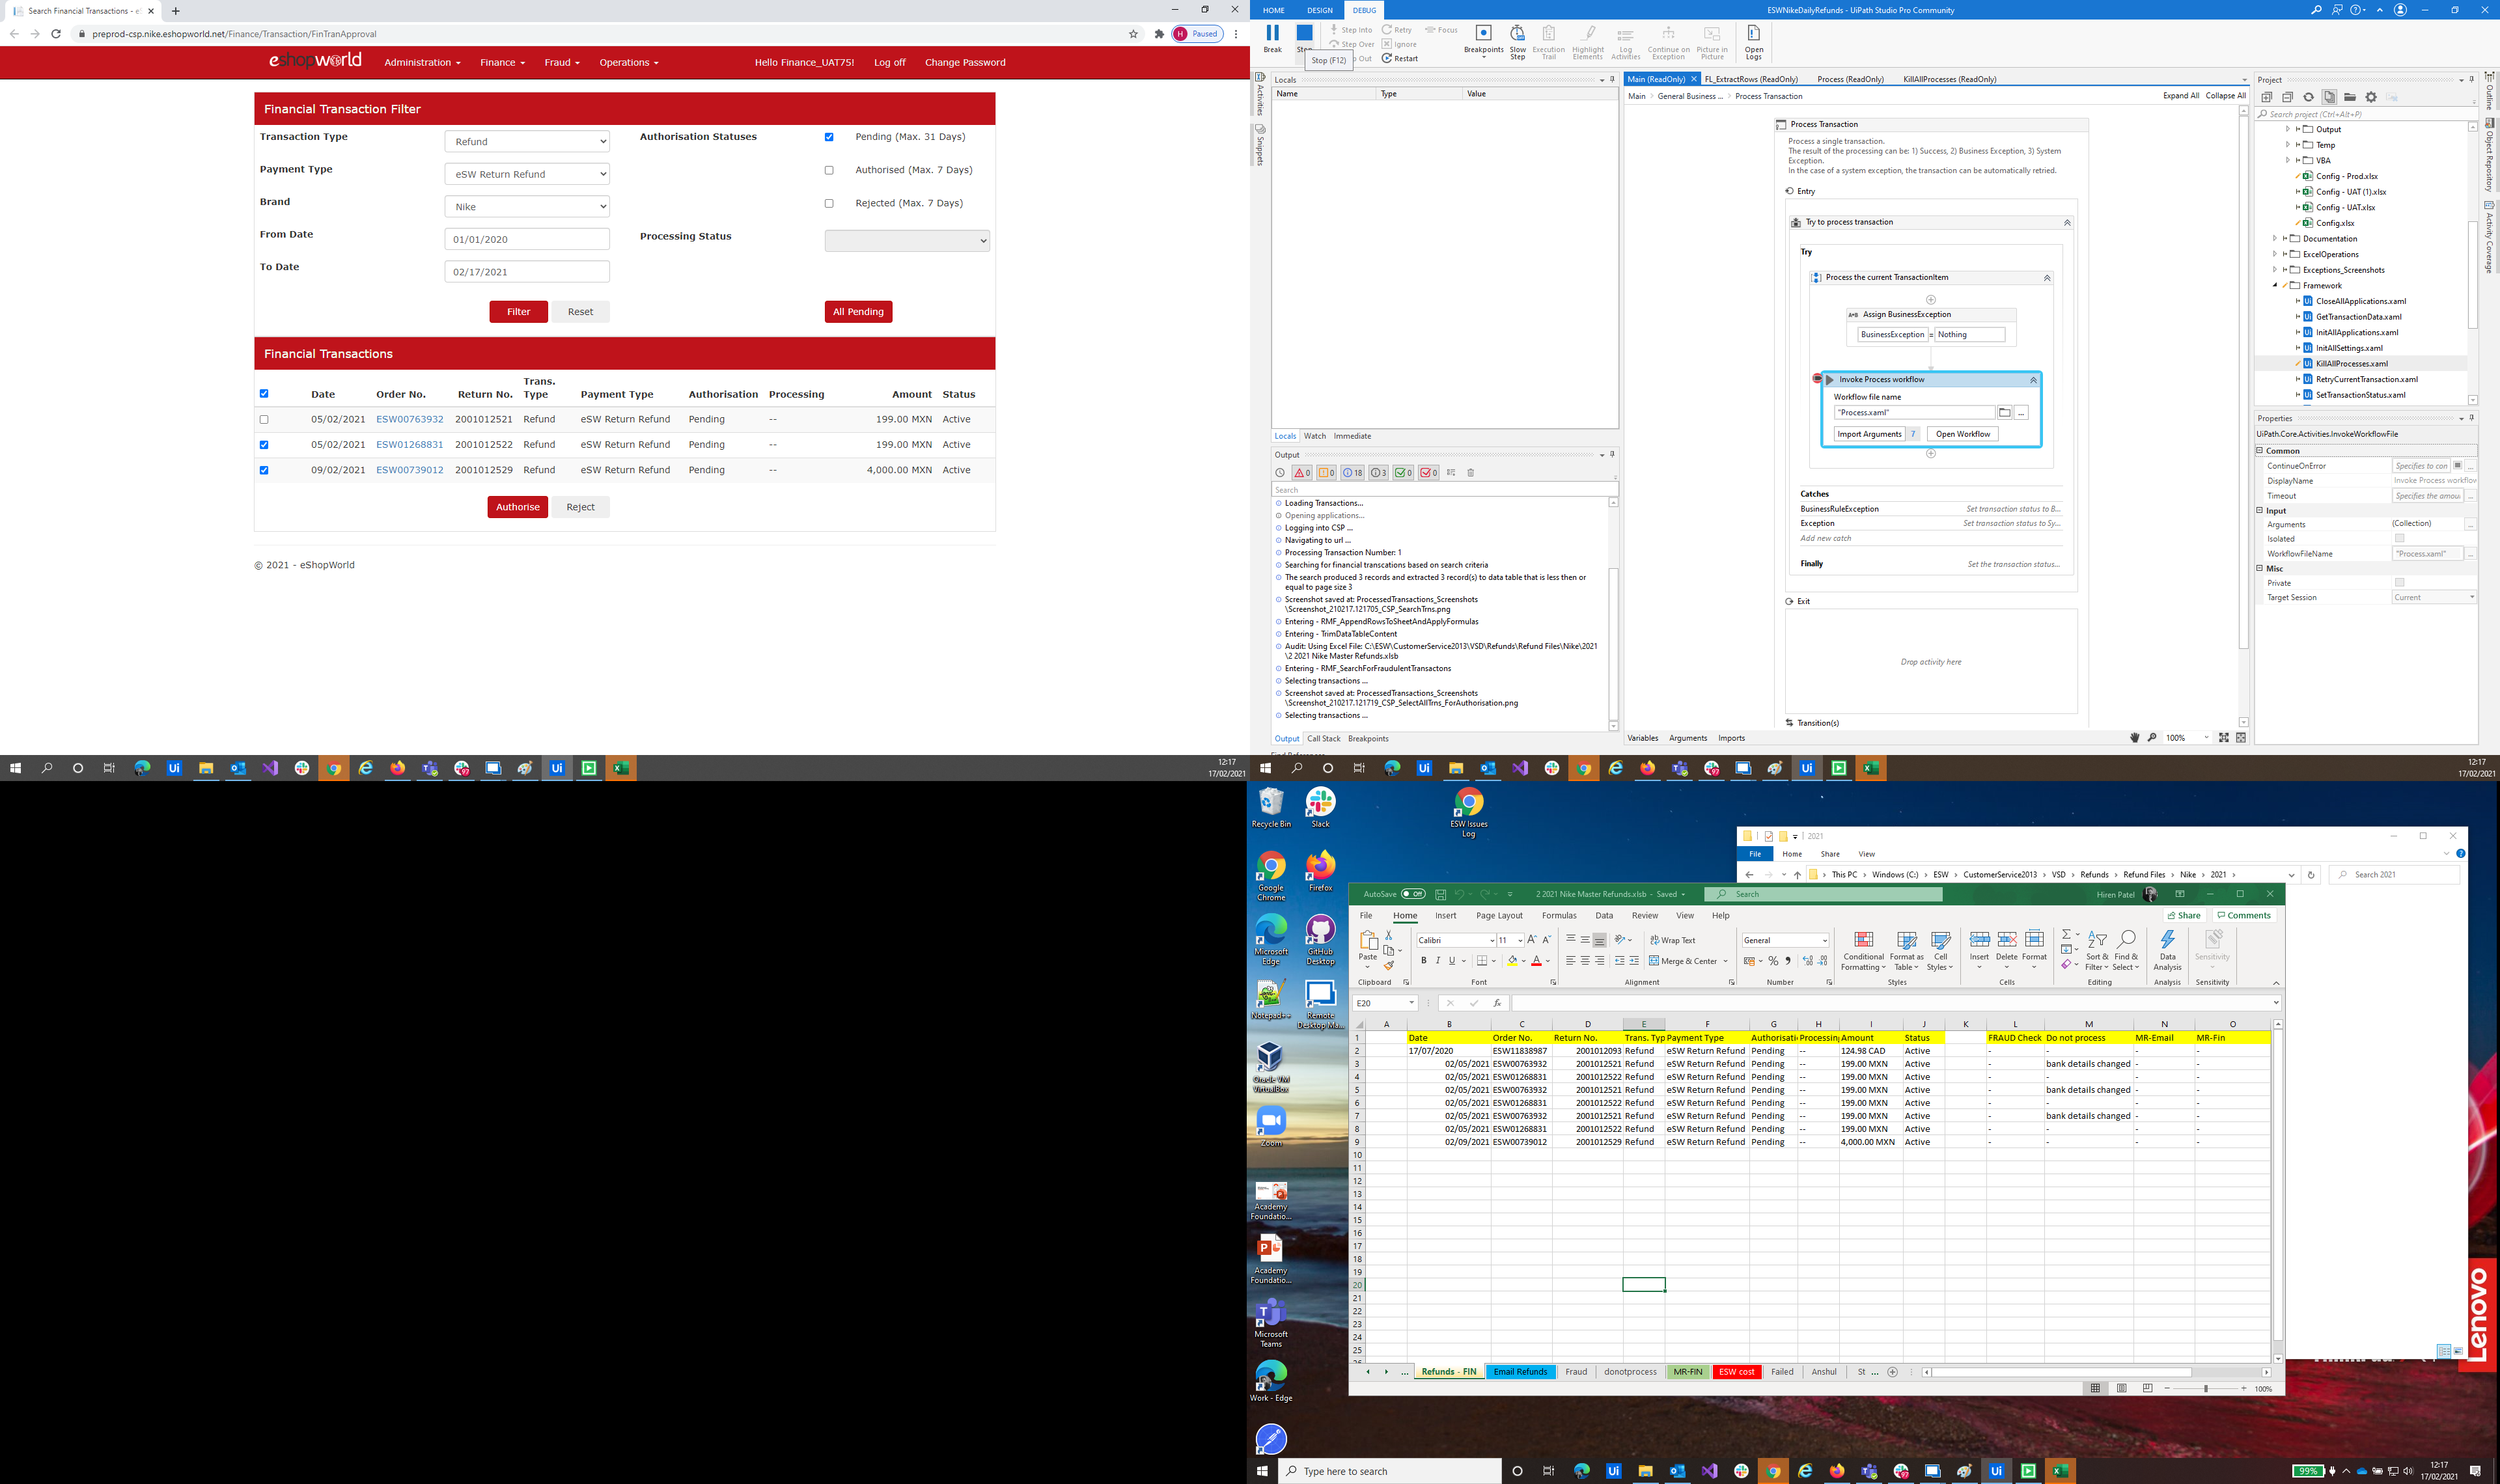 Search Financial Transactions - e
Paused
preprod-csp.nike.eshopworld.net/Finance/Transaction/FinTranApproval
eshopworld
Administration
Finance
Fraud
Operations
Hello Finance_UAT75!
Log off
Change Password
Financial Transaction Filter
Transaction Type
Refund
Authorisation Statuses
Pending (Max. 31 Days)
Payment Type
eSW Return Refund
Authorised (Max. 7 Days)
Brand
Nike
Rejected (Max. 7 Days)
From Date
01/01/2020
Processing Status
To Date
02/17/2021
Filter
Reset
All Pending
Financial Transactions
Date Order No. Return No. Trans. Type Payment Type Authorisation Processing Amount Status
05/02/2021 ESW00763932 2001012521 Refund eSW Return Refund Pending -- 199.00 MXN Active
05/02/2021 ESW01268831 2001012522 Refund eSW Return Refund Pending -- 199.00 MXN Active
09/02/2021 ESW00739012 2001012529 Refund eSW Return Refund Pending -- 4,000.00 MXN Active
Authorise
Reject
© 2021 - eShopWorld
12:17
17/02/2021
HOME DESIGN DEBUG
ESWNikeDailyRefunds - UiPath Studio Pro Community
Break
Stop (F12)
Step Into
Step Over
Retry
Ignore
Restart
Focus
Breakpoints
Slow Step
Execution Trail
Highlight Elements
Log Activities
Continue on Exception
Picture in Picture
Open Logs
Activities
Snippets
Locals
Name Type Value
Locals Watch Immediate
Output
0 0 18 3 0 0
Search
Loading Transactions...
Opening applications...
Logging into CSP ...
Navigating to url ...
Processing Transaction Number: 1
Searching for financial transcations based on search criteria
The search produced 3 records and extracted 3 record(s) to data table that is less then or
equal to page size 3
Screenshot saved at: ProcessedTransactions_Screenshots
\Screenshot_210217.121705_CSP_SearchTrns.png
Entering - RMF_AppendRowsToSheetAndApplyFormulas
Entering - TrimDataTableContent
Audit: Using Excel File: C:\ESW\CustomerService2013\VSD\Refunds\Refund Files\Nike\2021
\2 2021 Nike Master Refunds.xlsb
Entering - RMF_SearchForFraudulentTransactons
Selecting transactions ...
Screenshot saved at: ProcessedTransactions_Screenshots
\Screenshot_210217.121719_CSP_SelectAllTrns_ForAuthorisation.png
Selecting transactions ...
Output Call Stack Breakpoints
Main (ReadOnly) FL_ExtractRows (ReadOnly) Process (ReadOnly) KillAllProcesses (ReadOnly)
Main General Business ... Process Transaction
Expand All Collapse All
Process Transaction
Process a single transaction.
The result of the processing can be: 1) Success, 2) Business Exception, 3) System
Exception.
In the case of a system exception, the transaction can be automatically retried.
Entry
Try to process transaction
Try
Process the current TransactionItem
Assign BusinessException
BusinessException = Nothing
Invoke Process workflow
Workflow file name
"Process.xaml"
Import Arguments 7
Open Workflow
Catches
BusinessRuleException
Set transaction status to B...
Exception
Set transaction status to Sy...
Add new catch
Finally
Set the transaction status...
Exit
Drop activity here
Transition(s)
Variables Arguments Imports
100%
Project
Search project (Ctrl+Alt+P)
Output
Temp
VBA
Config - Prod.xlsx
Config - UAT (1).xlsx
Config - UAT.xlsx
Config.xlsx
Documentation
ExcelOperations
Exceptions_Screenshots
Framework
CloseAllApplications.xaml
GetTransactionData.xaml
InitAllApplications.xaml
InitAllSettings.xaml
KillAllProcesses.xaml
RetryCurrentTransaction.xaml
SetTransactionStatus.xaml
Properties
UiPath.Core.Activities.InvokeWorkflowFile
Common
ContinueOnError Specifies to con
DisplayName Invoke Process workflow
Timeout Specifies the amou
Input
Arguments (Collection)
Isolated
WorkflowFileName "Process.xaml"
Misc
Private
Target Session Current
Outline
Object Repository
Activity Coverage
12:17
17/02/2021
Recycle Bin
Slack
ESW Issues
Log
Google
Chrome
Firefox
Microsoft
Edge
GitHub
Desktop
Notepad++
Remote
Desktop Ma...
Oracle VM
VirtualBox
Zoom
Academy
Foundatio...
Academy
Foundatio...
Microsoft
Teams
Work - Edge
2021
File Home Share View
This PC Windows (C:) ESW CustomerService2013 VSD Refunds Refund Files Nike 2021
Search 2021
AutoSave Off
2 2021 Nike Master Refunds.xlsb - Saved
Search
Hiren Patel
File Home Insert Page Layout Formulas Data Review View Help
Share
Comments
Paste
Calibri 11
B I U
Wrap Text
Merge & Center
General
Conditional Formatting
Format as Table
Cell Styles
Insert Delete Format
Sort & Filter
Find & Select
Data Analysis
Sensitivity
Clipboard Font Alignment Number Styles Cells Editing Analysis Sensitivity
E20
A B C D E F G H I J K L M N O
1 Date Order No. Return No. Trans. Typ Payment Type Authorisati Processing Amount Status FRAUD Check Do not process MR-Email MR-Fin
2 17/07/2020 ESW11838987 2001012093 Refund eSW Return Refund Pending -- 124.98 CAD Active - - - -
3 02/05/2021 ESW00763932 2001012521 Refund eSW Return Refund Pending -- 199.00 MXN Active - bank details changed - -
4 02/05/2021 ESW01268831 2001012522 Refund eSW Return Refund Pending -- 199.00 MXN Active - - - -
5 02/05/2021 ESW00763932 2001012521 Refund eSW Return Refund Pending -- 199.00 MXN Active - bank details changed - -
6 02/05/2021 ESW01268831 2001012522 Refund eSW Return Refund Pending -- 199.00 MXN Active - - - -
7 02/05/2021 ESW00763932 2001012521 Refund eSW Return Refund Pending -- 199.00 MXN Active - bank details changed - -
8 02/05/2021 ESW01268831 2001012522 Refund eSW Return Refund Pending -- 199.00 MXN Active - - - -
9 02/09/2021 ESW00739012 2001012529 Refund eSW Return Refund Pending -- 4,000.00 MXN Active - - - -
10
11
12
13
14
15
16
17
18
19
20
21
22
23
24
25
Refunds - FIN Email Refunds Fraud donotprocess MR-FIN ESW cost Failed Anshul St ...
100%
Lenovo
Type here to search
99%
12:17
17/02/2021